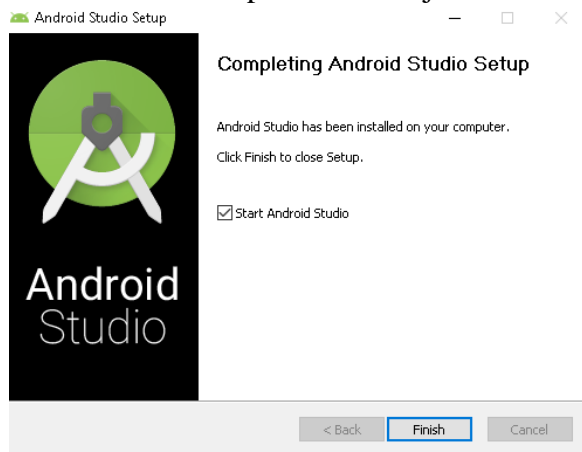 Android Studio Setup
Completing Android Studio Setup
Android Studio has been installed on your computer.
Click Finish to close Setup.
Start Android Studio
Android
Studio
< Back
Finish
Cancel